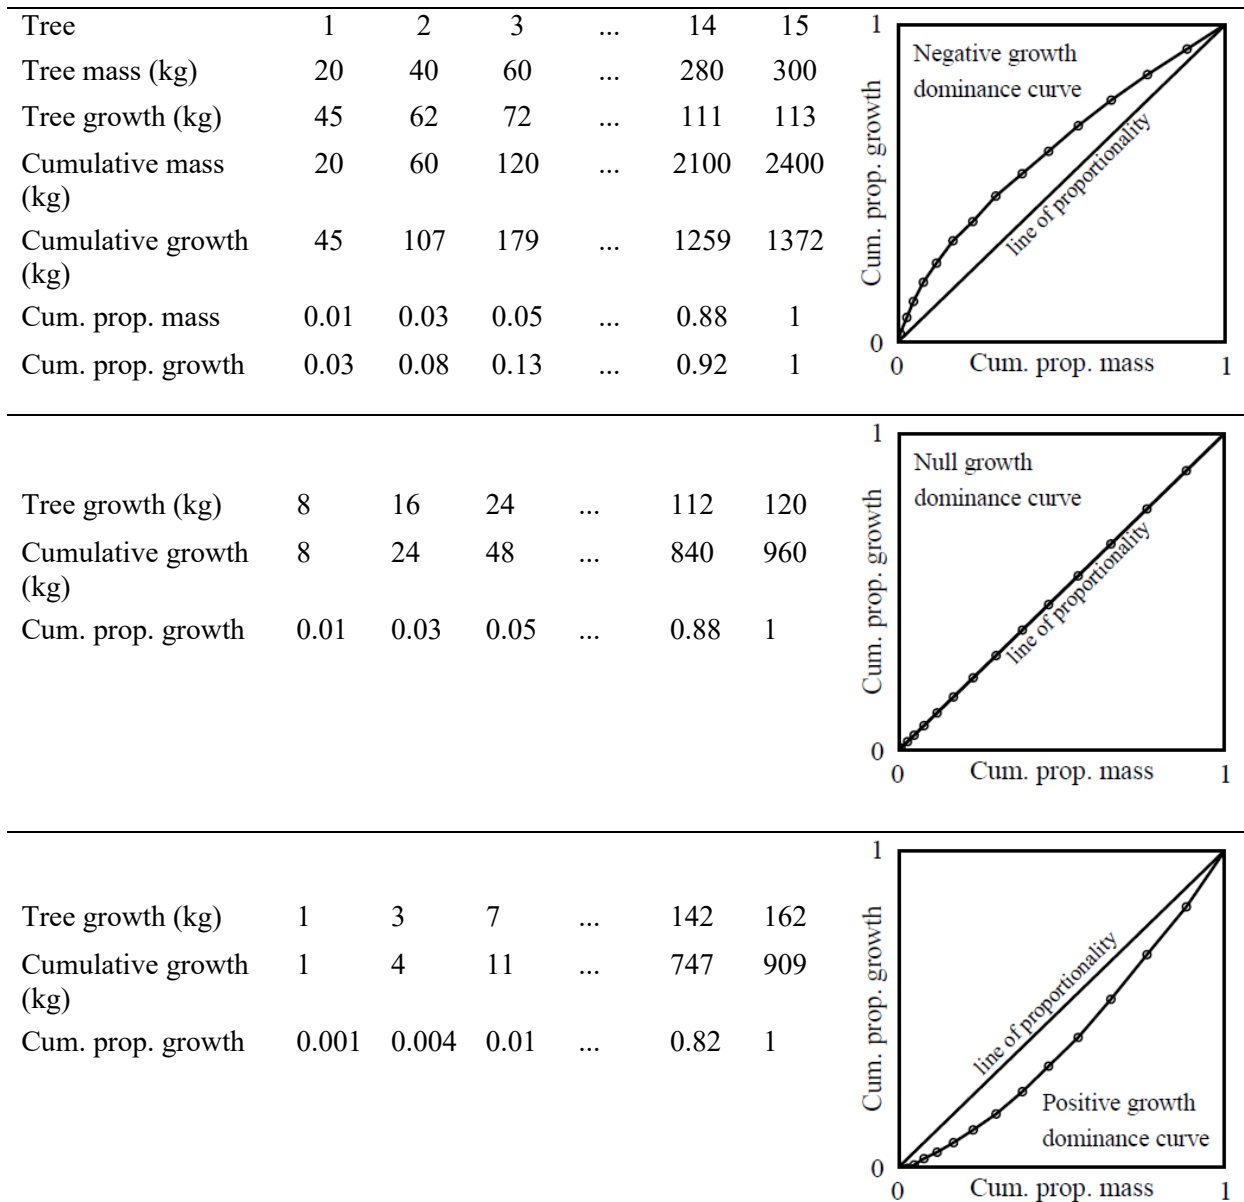 Tree 1 2 3 ... 14 15
Tree mass (kg) 20 40 60 ... 280 300
Tree growth (kg) 45 62 72 ... 111 113
Cumulative mass 20 60 120 ... 2100 2400
(kg)
Cumulative growth 45 107 179 ... 1259 1372
(kg)
Cum. prop. mass 0.01 0.03 0.05 ... 0.88 1
Cum. prop. growth 0.03 0.08 0.13 ... 0.92 1
1
Negative growth
dominance curve
Cum. prop. growth
line of proportionality
0
0 Cum. prop. mass 1
Tree growth (kg) 8 16 24 ... 112 120
Cumulative growth 8 24 48 ... 840 960
(kg)
Cum. prop. growth 0.01 0.03 0.05 ... 0.88 1
1
Null growth
dominance curve
Cum. prop. growth
line of proportionality
0
0 Cum. prop. mass 1
Tree growth (kg) 1 3 7 ... 142 162
Cumulative growth 1 4 11 ... 747 909
(kg)
Cum. prop. growth 0.001 0.004 0.01 ... 0.82 1
1
Cum. prop. growth
line of proportionality
Positive growth
dominance curve
0
0 Cum. prop. mass 1